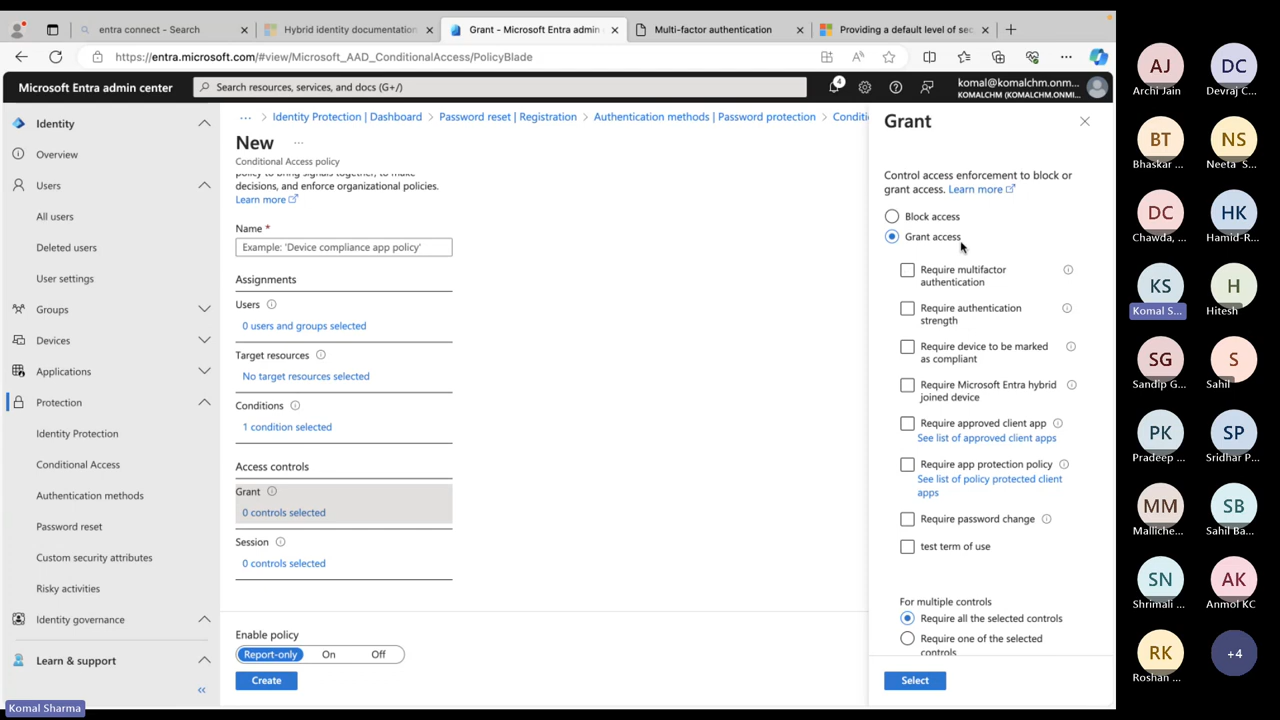 entra connect - Search
Hybrid identity documentation
Grant - Microsoft Entra admin
Multi-factor authentication
Providing a default level of sec
https://entra.microsoft.com/#view/Microsoft_AAD_ConditionalAccess/PolicyBlade
Microsoft Entra admin center
Search resources, services, and docs (G+/)
4
komal@komalchm.onm...
KOMALCHM (KOMALCHM.ONMI...
Identity
Overview
Users
All users
Deleted users
User settings
Groups
Devices
Applications
Protection
Identity Protection
Conditional Access
Authentication methods
Password reset
Custom security attributes
Risky activities
Identity governance
Learn & support
Komal Sharma
... Identity Protection | Dashboard > Password reset | Registration > Authentication methods | Password protection > Conditi
New ...
Conditional Access policy
policy to bring signals together, to make
decisions, and enforce organizational policies.
Learn more
Name *
Example: 'Device compliance app policy'
Assignments
Users
0 users and groups selected
Target resources
No target resources selected
Conditions
1 condition selected
Access controls
Grant
0 controls selected
Session
0 controls selected
Enable policy
Report-only On Off
Create
Grant
Control access enforcement to block or
grant access. Learn more
Block access
Grant access
Require multifactor
authentication
Require authentication
strength
Require device to be marked
as compliant
Require Microsoft Entra hybrid
joined device
Require approved client app
See list of approved client apps
Require app protection policy
See list of policy protected client
apps
Require password change
test term of use
For multiple controls
Require all the selected controls
Require one of the selected
controls
Select
AJ
Archi Jain
DC
Devraj C...
BT
Bhaskar ...
NS
Neeta S...
DC
Chawda, ...
HK
Hamid-R...
KS
Komal S...
H
Hitesh
SG
Sandip G...
S
Sahil
PK
Pradeep ...
SP
Sridhar P...
MM
Malliche...
SB
Sahil Ba...
SN
Shrimali ...
AK
Anmol KC
RK
Roshan ...
+4